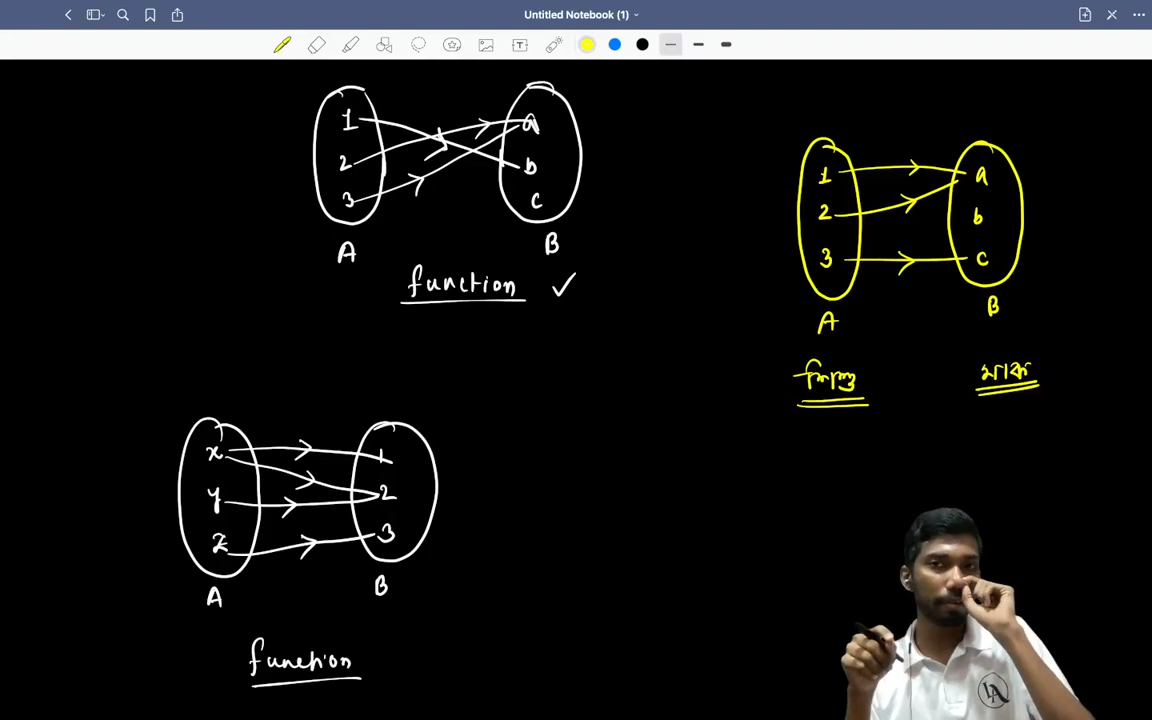 Untitled Notebook (1)
1
2
3
A
a
b
c
B
function ✓
1
2
3
A
a
b
c
B
শিশু
x
y
z
A
1
2
3
B
function